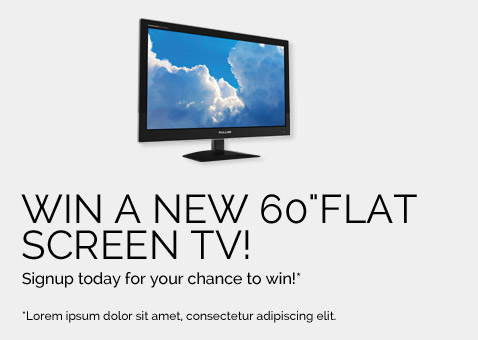 WIN A NEW 60"FLAT
SCREEN TV!
Signup today for your chance to win!*
*Lorem ipsum dolor sit amet, consectetur adipiscing elit.